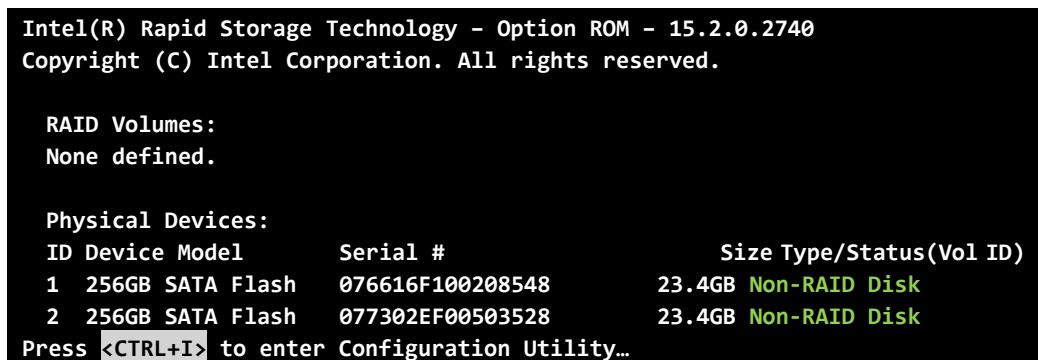 Intel(R) Rapid Storage Technology – Option ROM – 15.2.0.2740
Copyright (C) Intel Corporation. All rights reserved.
RAID Volumes:
None defined.
Physical Devices:
ID Device Model Serial # Size Type/Status(Vol ID)
1 256GB SATA Flash 076616F100208548 23.4GB Non-RAID Disk
2 256GB SATA Flash 077302EF00503528 23.4GB Non-RAID Disk
Press <CTRL+I> to enter Configuration Utility…